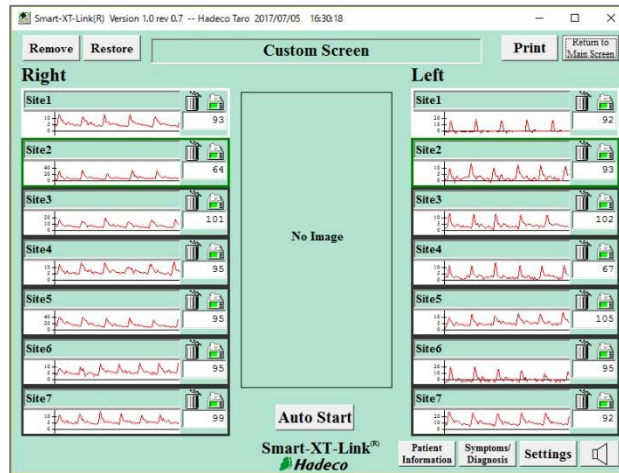 Smart-XT-Link(R) Version 1.0 rev 0.7 -- Hadeco Taro 2017/07/05 16:30:18
Remove Restore Custom Screen Print Return to
Main Screen
Right
Site1
93
Site2
64
Site3
101
Site4
95
Site5
95
Site6
95
Site7
99
No Image
Auto Start
Left
Site1
92
Site2
93
Site3
102
Site4
67
Site5
105
Site6
95
Site7
92
Smart-XT-Link(R)
Hadeco
Patient
Information
Symptoms/
Diagnosis
Settings